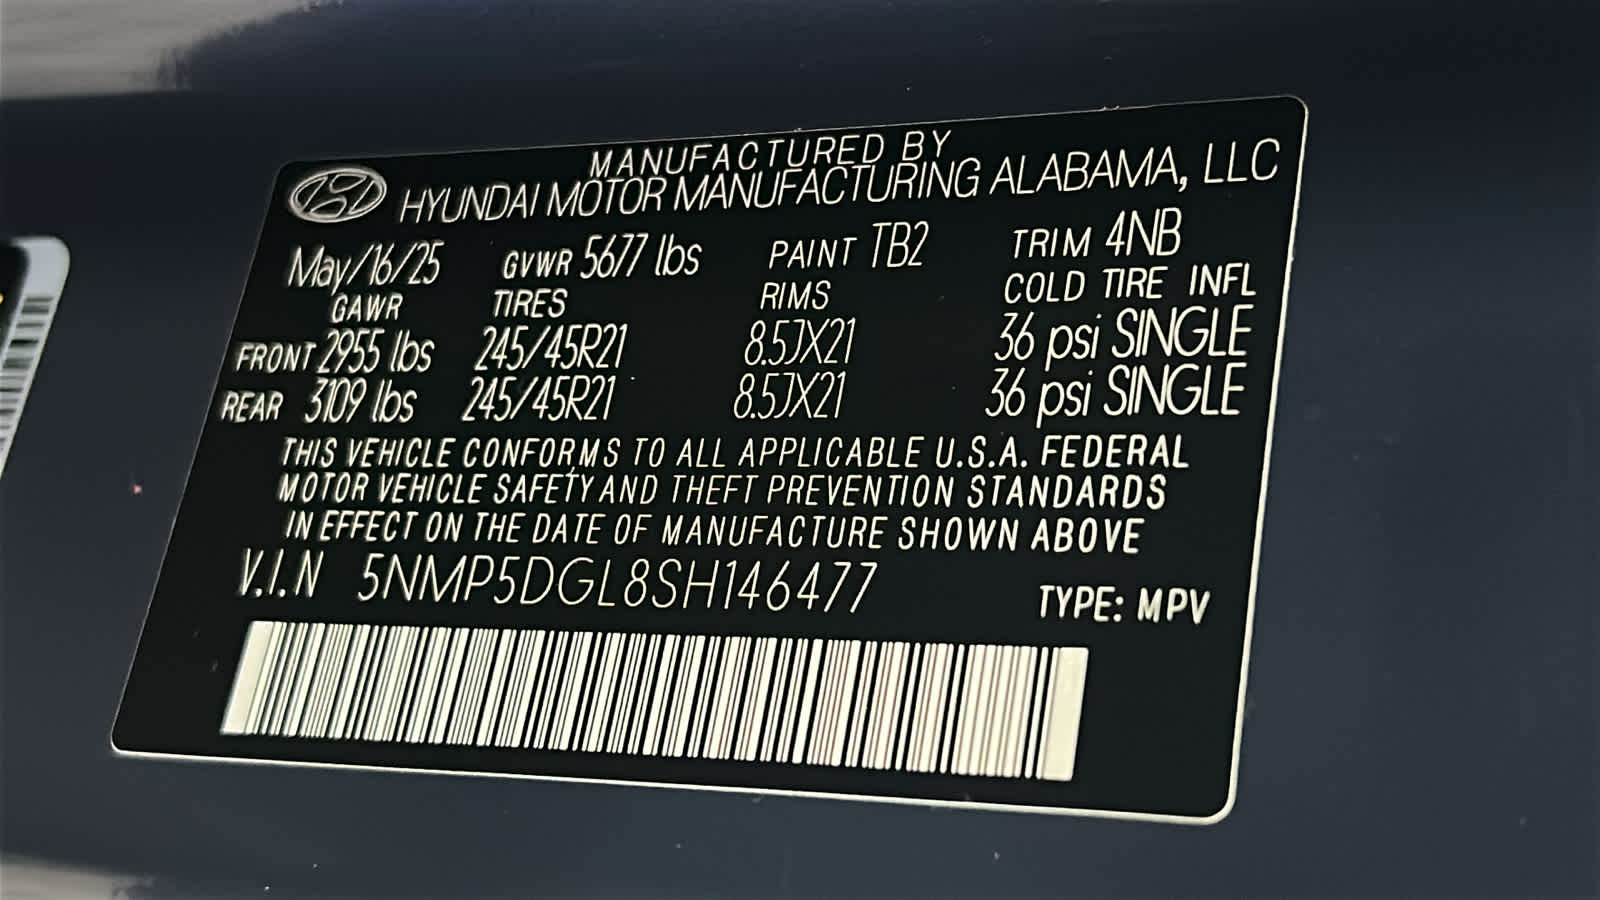 MANUFACTURED BY
HYUNDAI MOTOR MANUFACTURING ALABAMA, LLC
May/16/25 GVWR 5677 lbs PAINT TB2 TRIM 4NB
GAWR TIRES RIMS COLD TIRE INFL
FRONT 2955 lbs 245/45R21 8.5JX21 36 psi SINGLE
REAR 3109 lbs 245/45R21 8.5JX21 36 psi SINGLE
THIS VEHICLE CONFORMS TO ALL APPLICABLE U.S.A. FEDERAL
MOTOR VEHICLE SAFETY AND THEFT PREVENTION STANDARDS
IN EFFECT ON THE DATE OF MANUFACTURE SHOWN ABOVE
V.I.N 5NMP5DGL8SH146477 TYPE: MPV